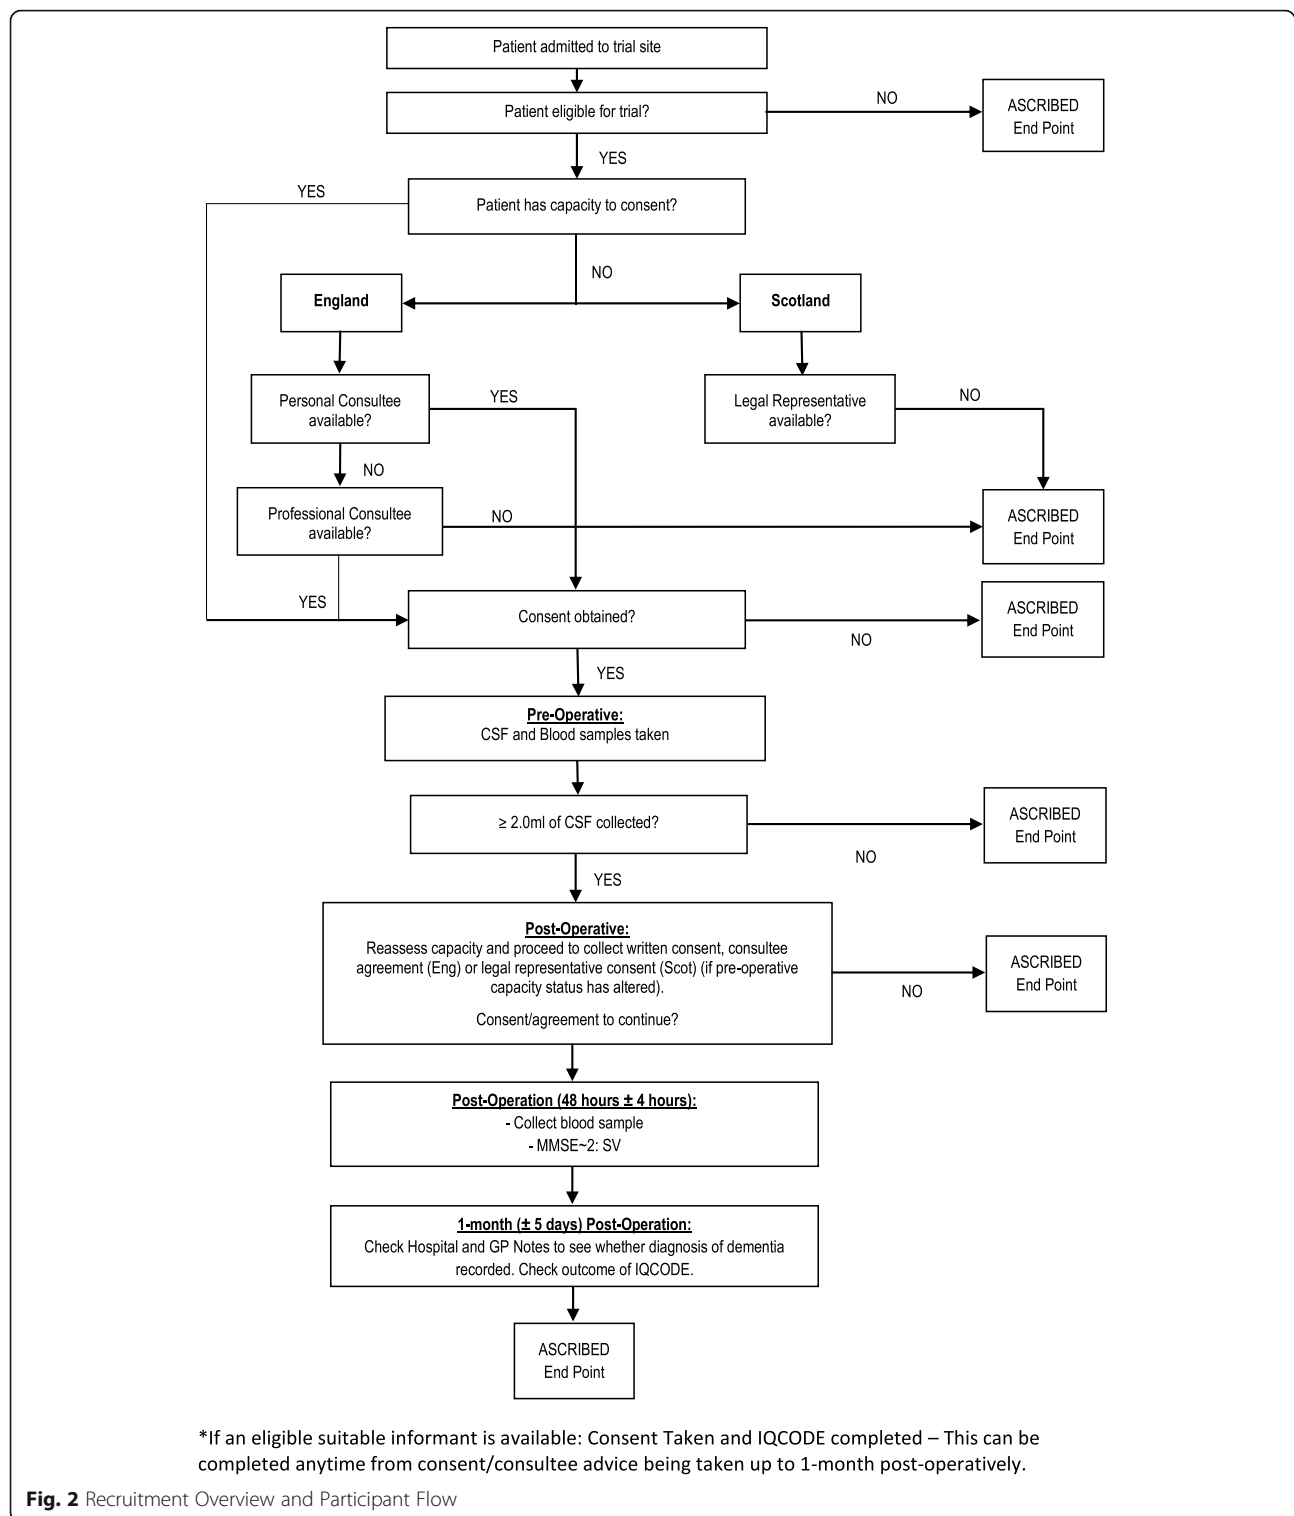 Patient admitted to trial site
Patient eligible for trial?
NO
ASCRIBED
End Point
YES
YES
Patient has capacity to consent?
NO
England
Scotland
Personal Consultee
available?
YES
Legal Representative
available?
NO
NO
Professional Consultee
available?
NO
ASCRIBED
End Point
YES
Consent obtained?
NO
ASCRIBED
End Point
YES
Pre-Operative:
CSF and Blood samples taken
≥ 2.0ml of CSF collected?
NO
ASCRIBED
End Point
YES
Post-Operative:
Reassess capacity and proceed to collect written consent, consultee
agreement (Eng) or legal representative consent (Scot) (if pre-operative
capacity status has altered).
Consent/agreement to continue?
NO
ASCRIBED
End Point
Post-Operation (48 hours ± 4 hours):
- Collect blood sample
- MMSE~2: SV
1-month (± 5 days) Post-Operation:
Check Hospital and GP Notes to see whether diagnosis of dementia
recorded. Check outcome of IQCODE.
ASCRIBED
End Point
*If an eligible suitable informant is available: Consent Taken and IQCODE completed – This can be
completed anytime from consent/consultee advice being taken up to 1-month post-operatively.
Fig. 2 Recruitment Overview and Participant Flow